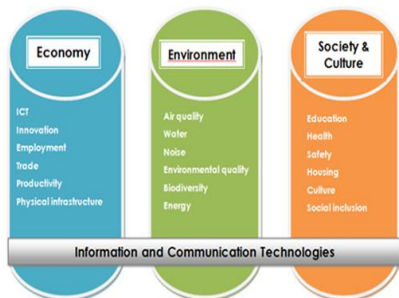 Economy
ICT
Innovation
Employment
Trade
Productivity
Physical infrastructure
Environment
Air quality
Water
Noise
Environmental quality
Biodiversity
Energy
Society &
Culture
Education
Health
Safety
Housing
Culture
Social inclusion
Information and Communication Technologies